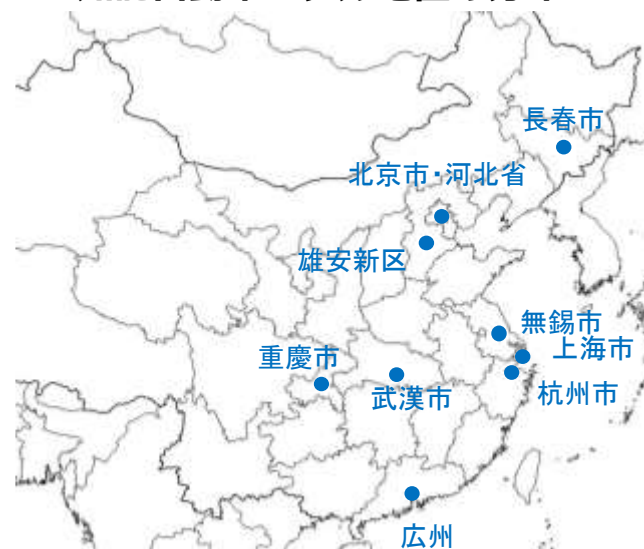 長春市
北京市・河北省
雄安新区
無錫市
上海市
重慶市
武漢市
杭州市
広州